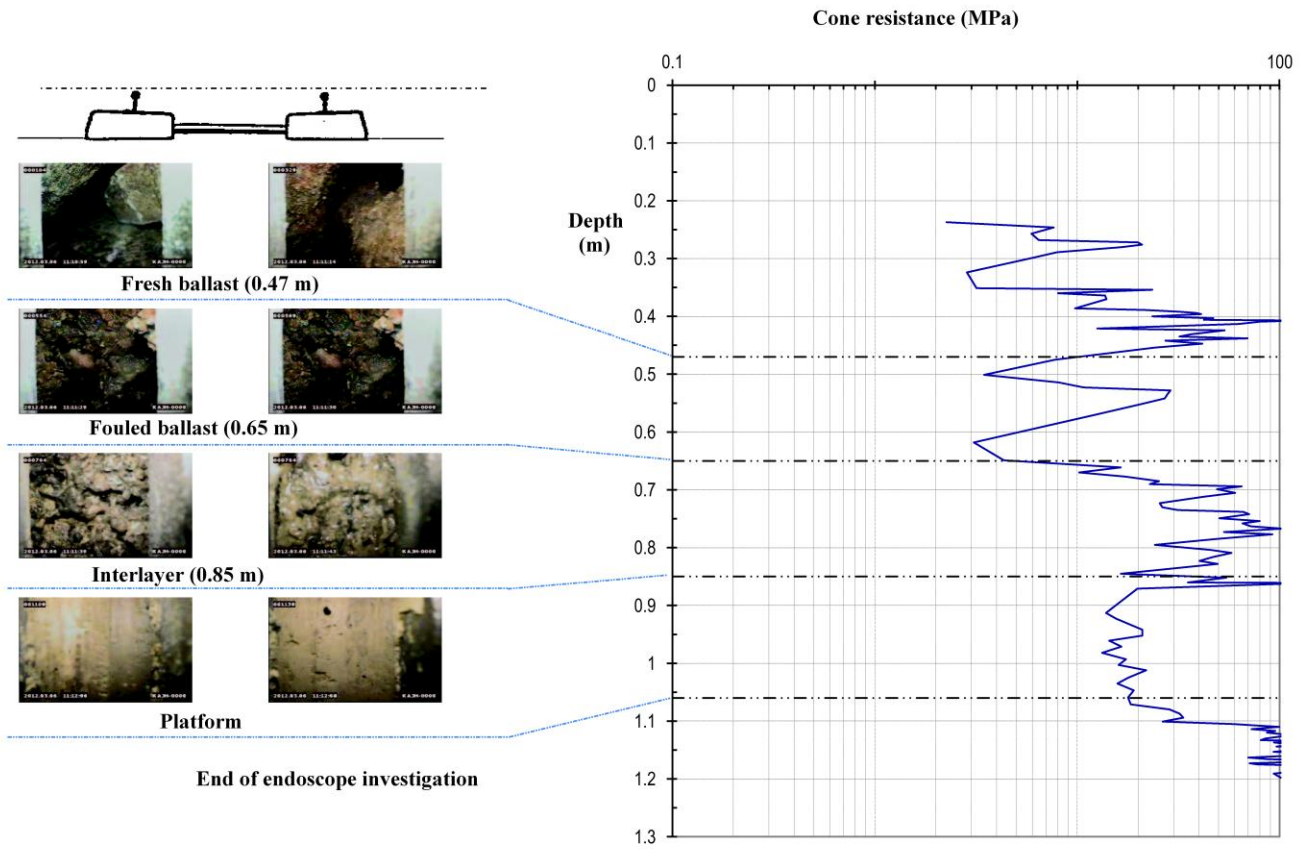 Cone resistance (MPa)
0.1
100
Depth
(m)
0
0.1
0.2
0.3
0.4
0.5
0.6
0.7
0.8
0.9
1
1.1
1.2
1.3
Fresh ballast (0.47 m)
Fouled ballast (0.65 m)
Interlayer (0.85 m)
Platform
End of endoscope investigation